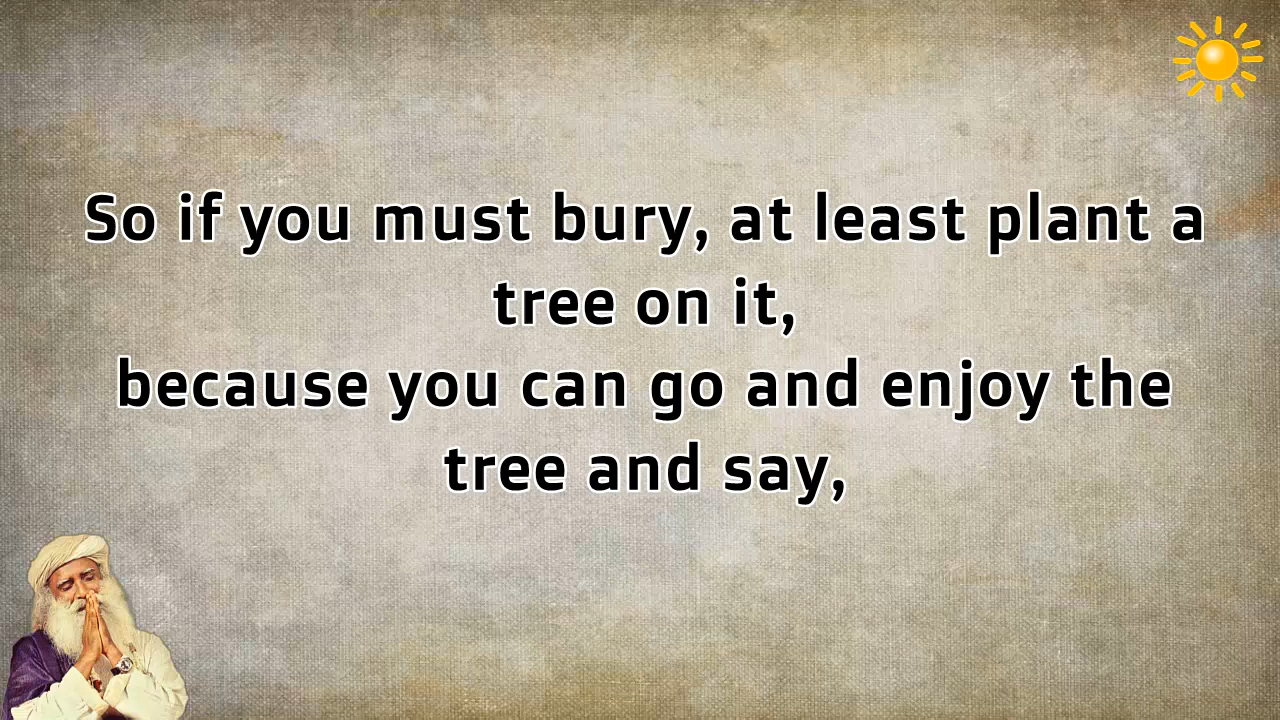 So if you must bury, at least plant a
tree on it,
because you can go and enjoy the
tree and say,